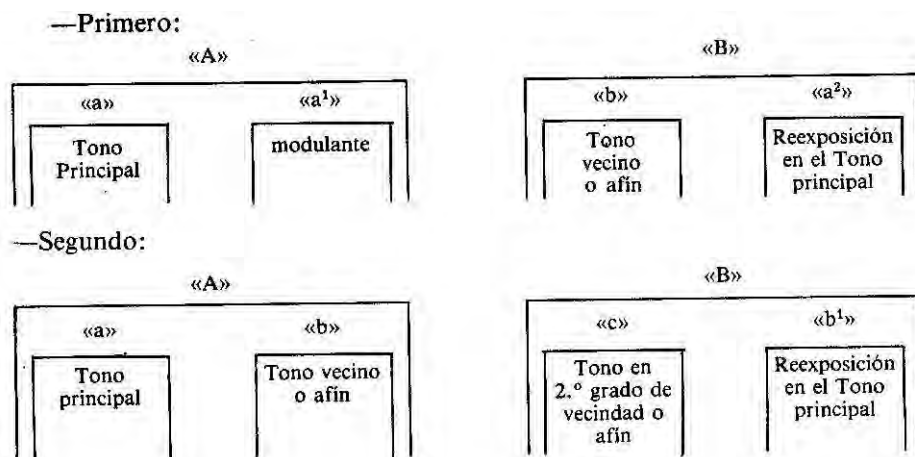 —Primero:
«A» «B»
«a» «a¹» «b» «a²»
Tono
Principal
modulante
Tono
vecino
o afín
Reexposición
en el Tono
principal
—Segundo:
«A» «B»
«a» «b» «c» «b¹»
Tono
principal
Tono vecino
o afín
Tono en
2.º grado de
vecindad o
afín
Reexposición
en el Tono
principal